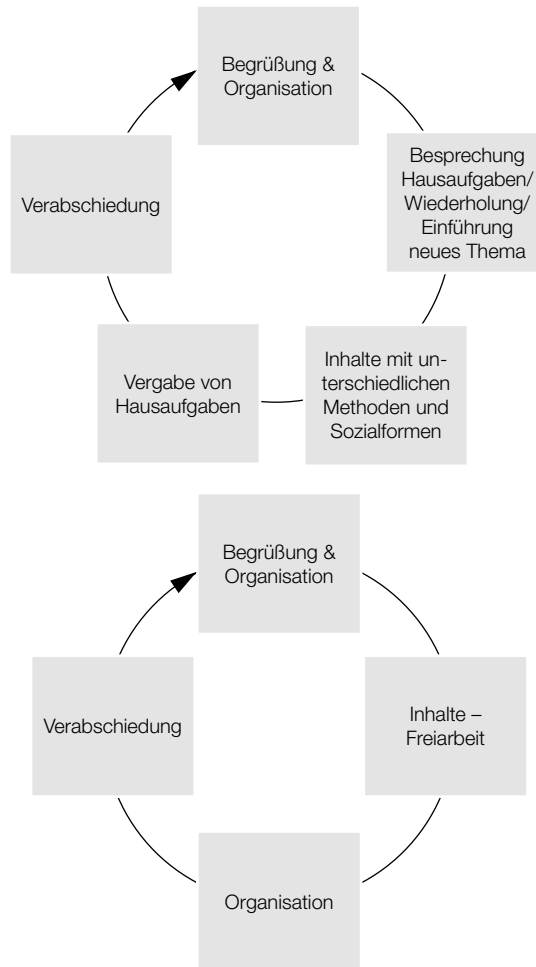 Begrüßung &
Organisation
Besprechung
Hausaufgaben/
Wiederholung/
Einführung
neues Thema
Inhalte mit un-
terschiedlichen
Methoden und
Sozialformen
Vergabe von
Hausaufgaben
Verabschiedung
Begrüßung &
Organisation
Inhalte –
Freiarbeit
Organisation
Verabschiedung